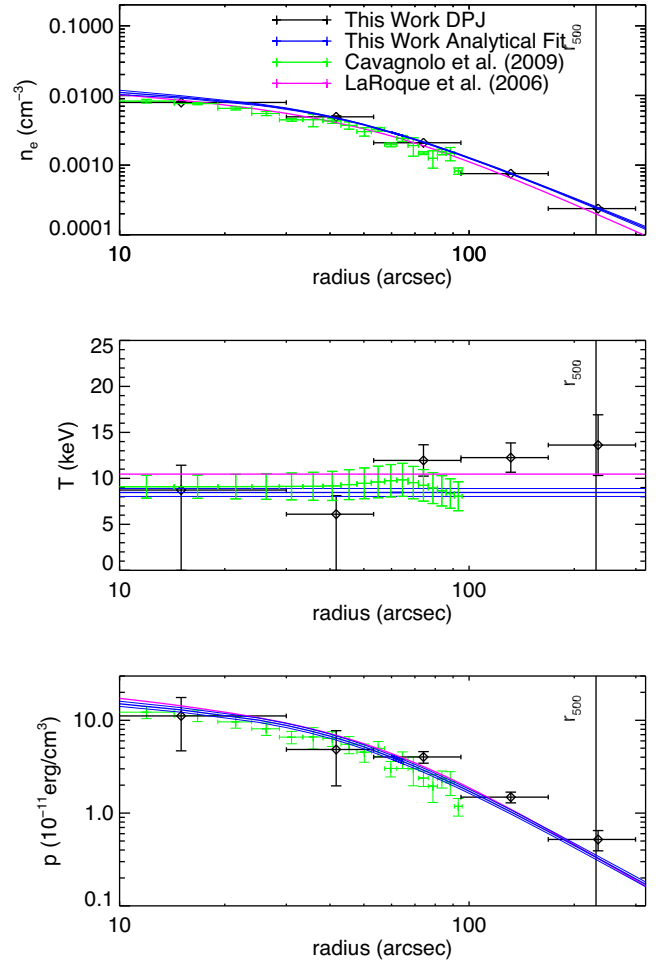 This Work DPJ
This Work Analytical Fit
Cavagnolo et al. (2009)
LaRoque et al. (2006)
r500
0.1000
0.0100
0.0010
0.0001
nₑ (cm⁻³)
10
100
radius (arcsec)
r500
25
20
15
10
5
0
T (keV)
10
100
radius (arcsec)
r500
10.0
1.0
0.1
p (10⁻¹¹ erg/cm³)
10
100
radius (arcsec)